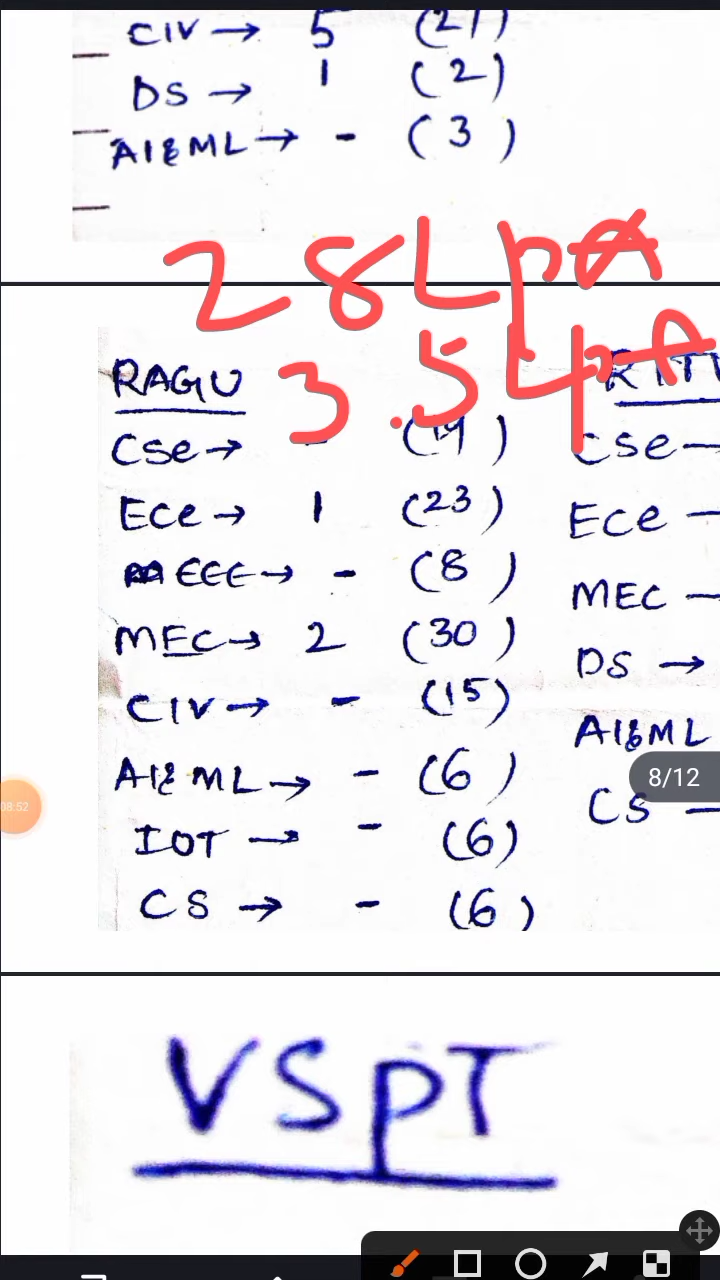 CIV → 5 (21)
DS → 1 (2)
AI&ML → - (3)
28LpA
3.5LpA
RAGU
CSe → - (19)
ECe → 1 (23)
EEE → - (8)
MEC → 2 (30)
CIV → - (15)
AI&ML → - (6)
IOT → - (6)
CS → - (6)
CSe —
ECe —
MEC —
DS →
AI&ML
CS —
8/12
08:52
VSPT